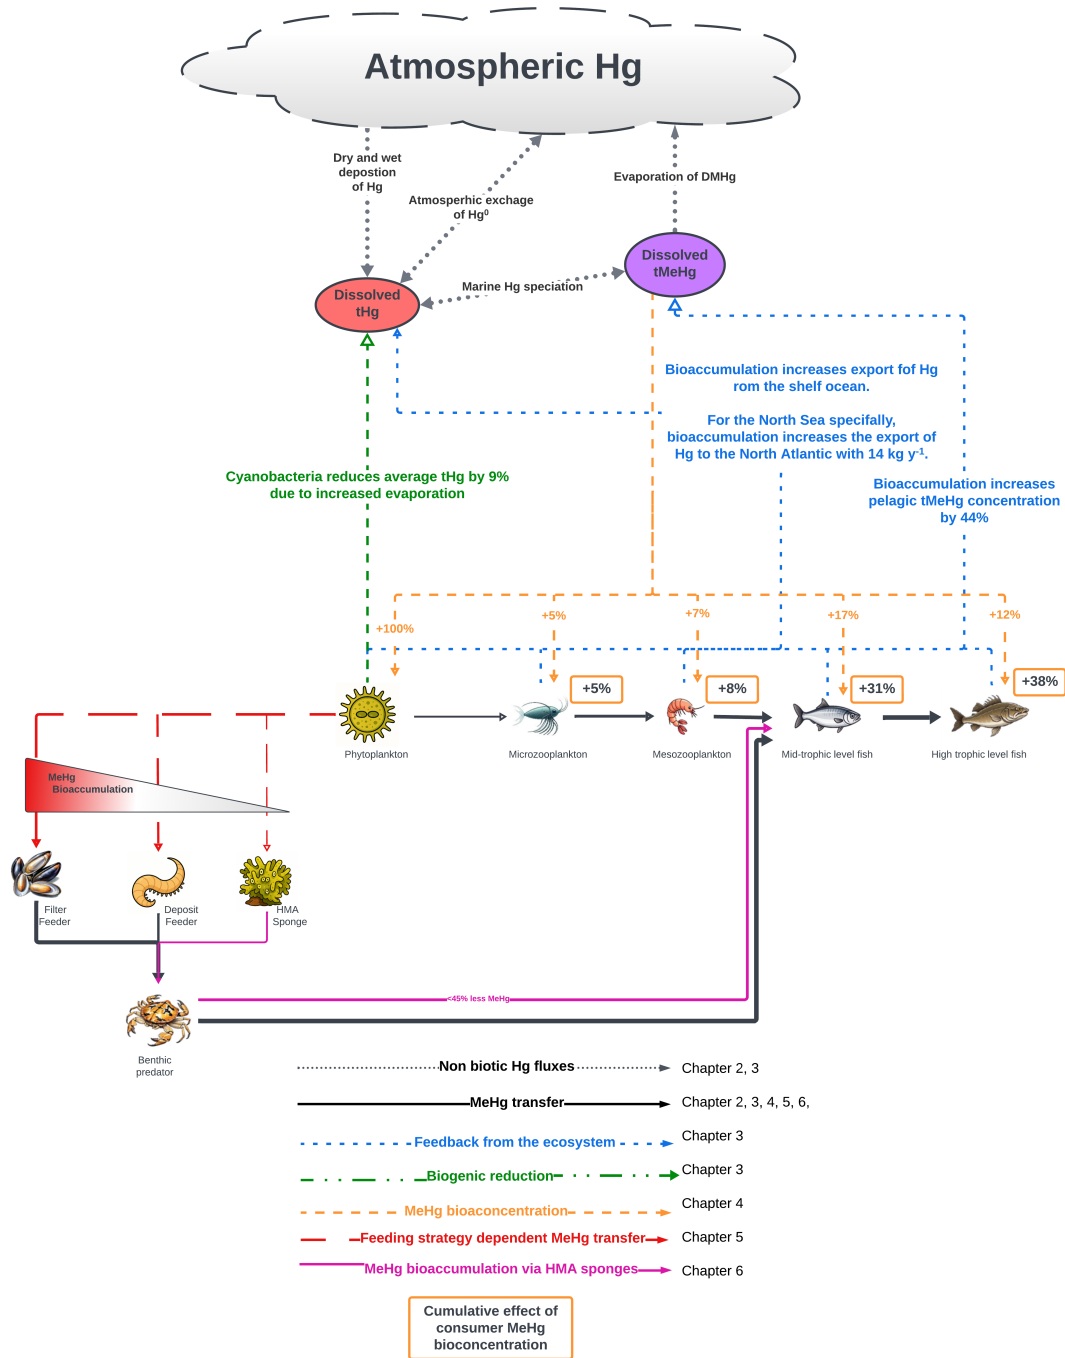 Atmospheric Hg
Dry and wet
depostion
of Hg
Atmosperhic exchage
of Hg⁰
Evaporation of DMHg
Dissolved
tMeHg
Dissolved
tHg
Marine Hg speciation
Bioaccumulation increases export fof Hg
rom the shelf ocean.
For the North Sea specifally,
bioaccumulation increases the export of
Hg to the North Atlantic with 14 kg y⁻¹.
Cyanobacteria reduces average tHg by 9%
due to increased evaporation
Bioaccumulation increases
pelagic tMeHg concentration
by 44%
+100%
+5%
+7%
+17%
+12%
+5%
+8%
+31%
+38%
Phytoplankton
Microzooplankton
Mesozooplankton
Mid-trophic level fish
High trophic level fish
MeHg
Bioaccumulation
Filter
Feeder
Deposit
Feeder
HMA
Sponge
<45% less MeHg
Benthic
predator
Non biotic Hg fluxes
Chapter 2, 3
MeHg transfer
Chapter 2, 3, 4, 5, 6,
Feedback from the ecosystem
Chapter 3
Biogenic reduction
Chapter 3
MeHg bioaconcentration
Chapter 4
Feeding strategy dependent MeHg transfer
Chapter 5
MeHg bioaccumulation via HMA sponges
Chapter 6
Cumulative effect of
consumer MeHg
bioconcentration